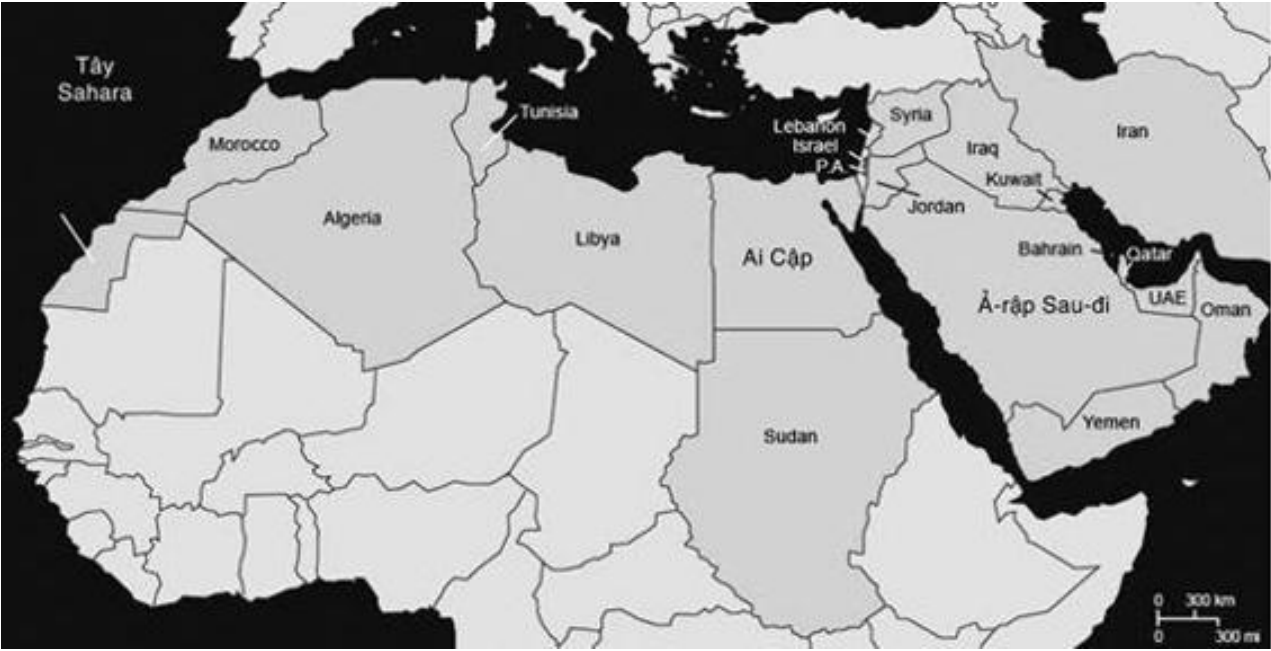 Tây
Sahara
Morocco
Tunisia
Algeria
Libya
Lebanon
Israel
P.A
Syria
Iraq
Iran
Kuwait
Jordan
Ai Cập
Bahrain
Qatar
Ả-rập Sau-đi
UAE
Oman
Sudan
Yemen
0 300 km
0 300 mi